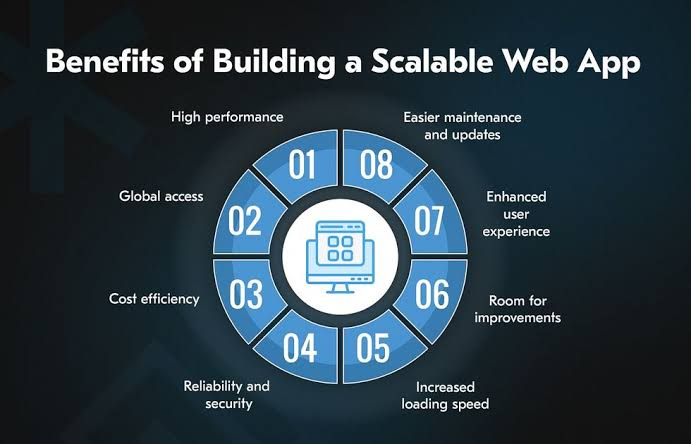 Benefits of Building a Scalable Web App
High performance
01
Global access
02
Cost efficiency
03
Reliability and
security
04
Increased
loading speed
05
Room for
improvements
06
Enhanced
user
experience
07
Easier maintenance
and updates
08